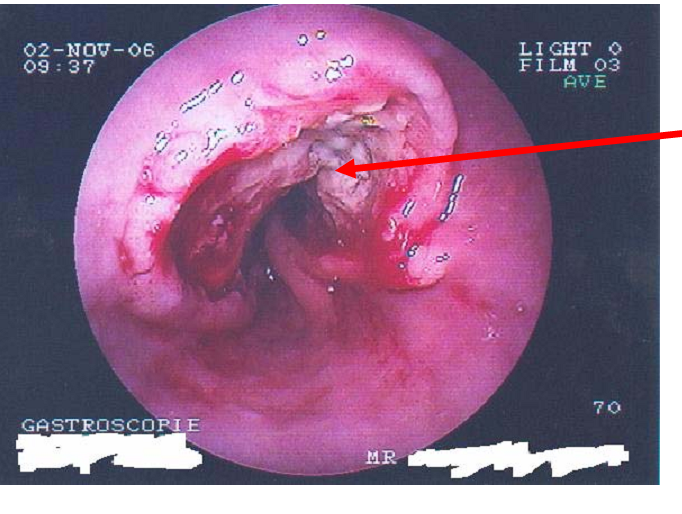 02-NOV-06
09:37
LIGHT 0
FILM 03
AVE
70
GASTROSCOPIE
MR